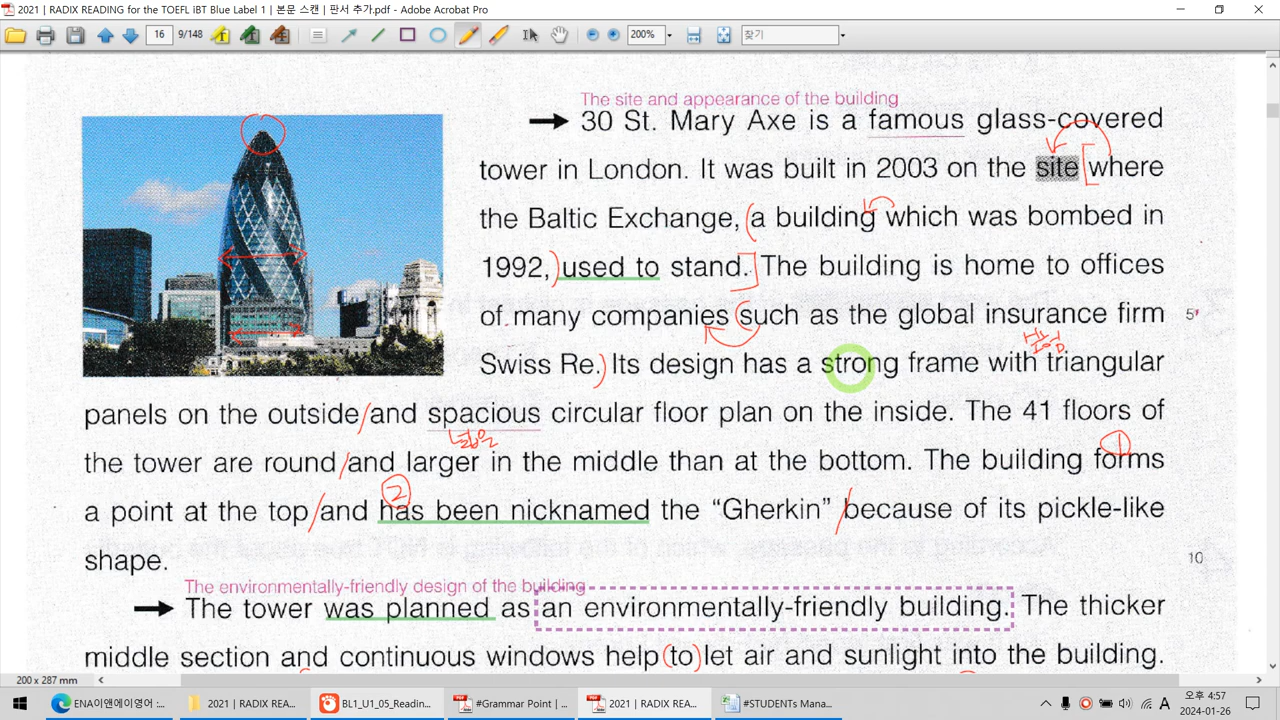 2021 | RADIX READING for the TOEFL iBT Blue Label 1 | 본문 스캔 | 판서 추가.pdf - Adobe Acrobat Pro
16 9/148 200% 찾기
The site and appearance of the building
30 St. Mary Axe is a famous glass-covered
tower in London. It was built in 2003 on the site where
the Baltic Exchange, a building which was bombed in
1992, used to stand. The building is home to offices
of many companies such as the global insurance firm
5
보험
Swiss Re. Its design has a strong frame with triangular
panels on the outside and spacious circular floor plan on the inside. The 41 floors of
넓은
1
the tower are round and larger in the middle than at the bottom. The building forms
2
a point at the top and has been nicknamed the “Gherkin” because of its pickle-like
shape.
10
The environmentally-friendly design of the building
The tower was planned as an environmentally-friendly building. The thicker
middle section and continuous windows help (to) let air and sunlight into the building.
200 x 287 mm
ENA이앤에이영어 :... 2021 | RADIX REA... BL1_U1_05_Readin... #Grammar Point | ... 2021 | RADIX REA... #STUDENTs Mana... A 오후 4:57
2024-01-26